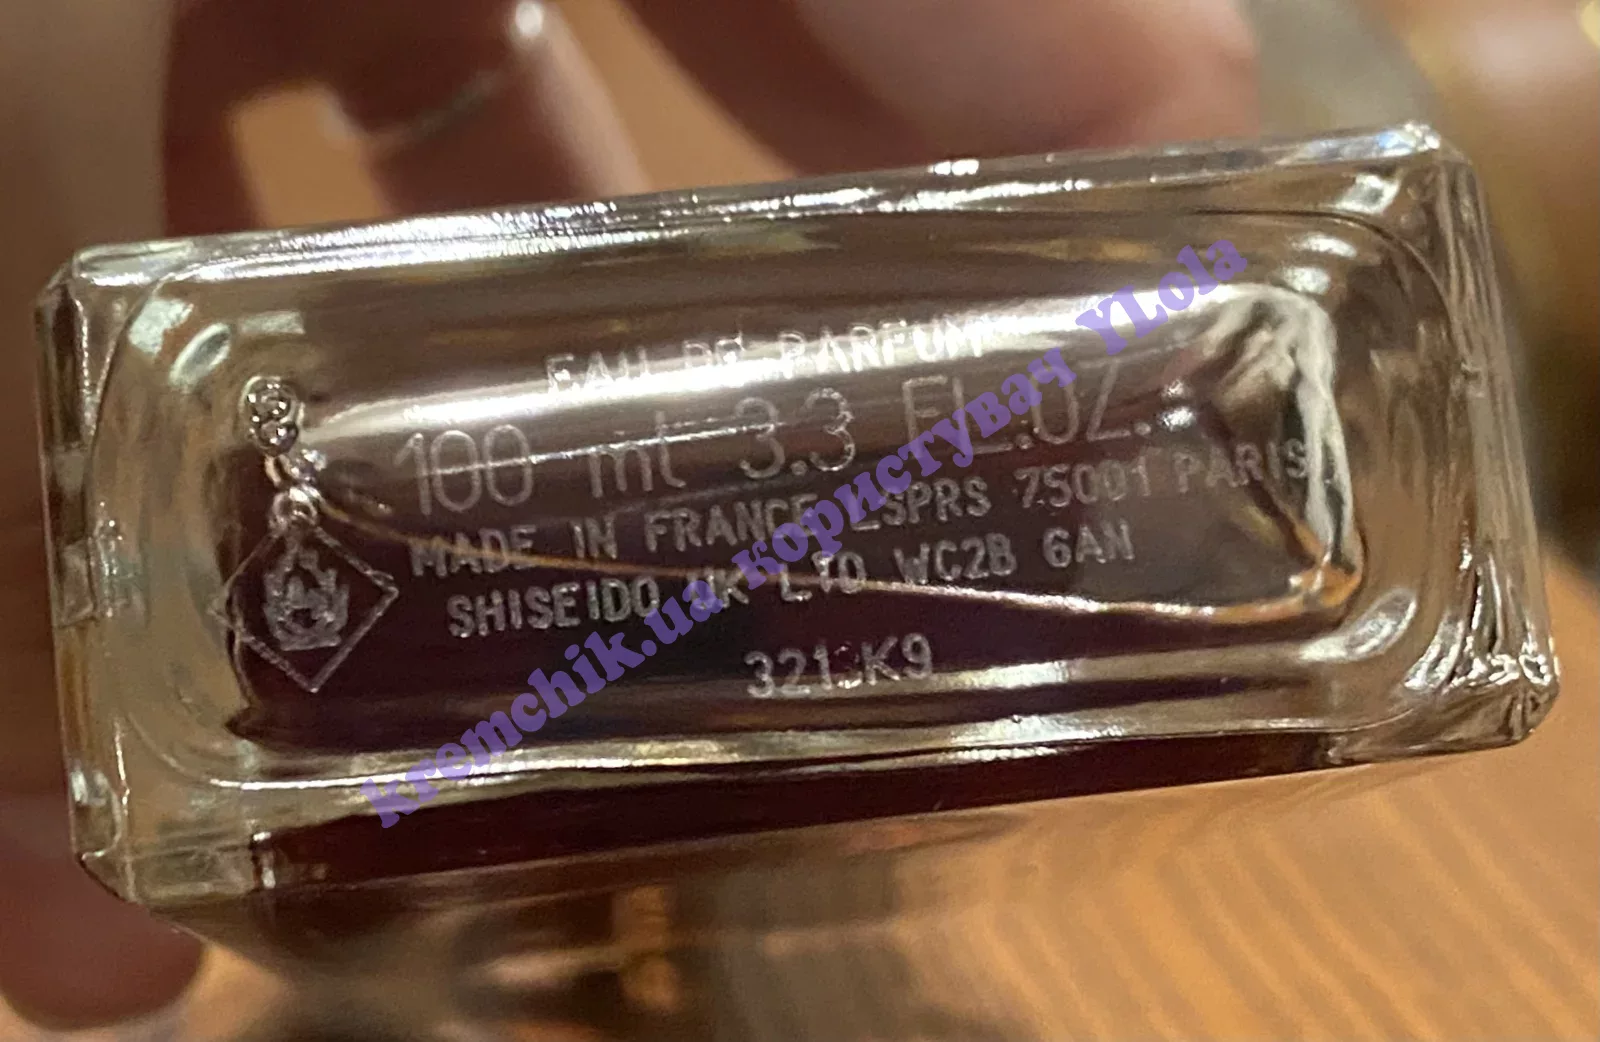 EAU DE PARFUM
100 ml 3.3 FL.OZ.
MADE IN FRANCE LSPRS 75001 PARIS
SHISEIDO UK LTD WC2B 6AN
kremchik.ua користувач YLola